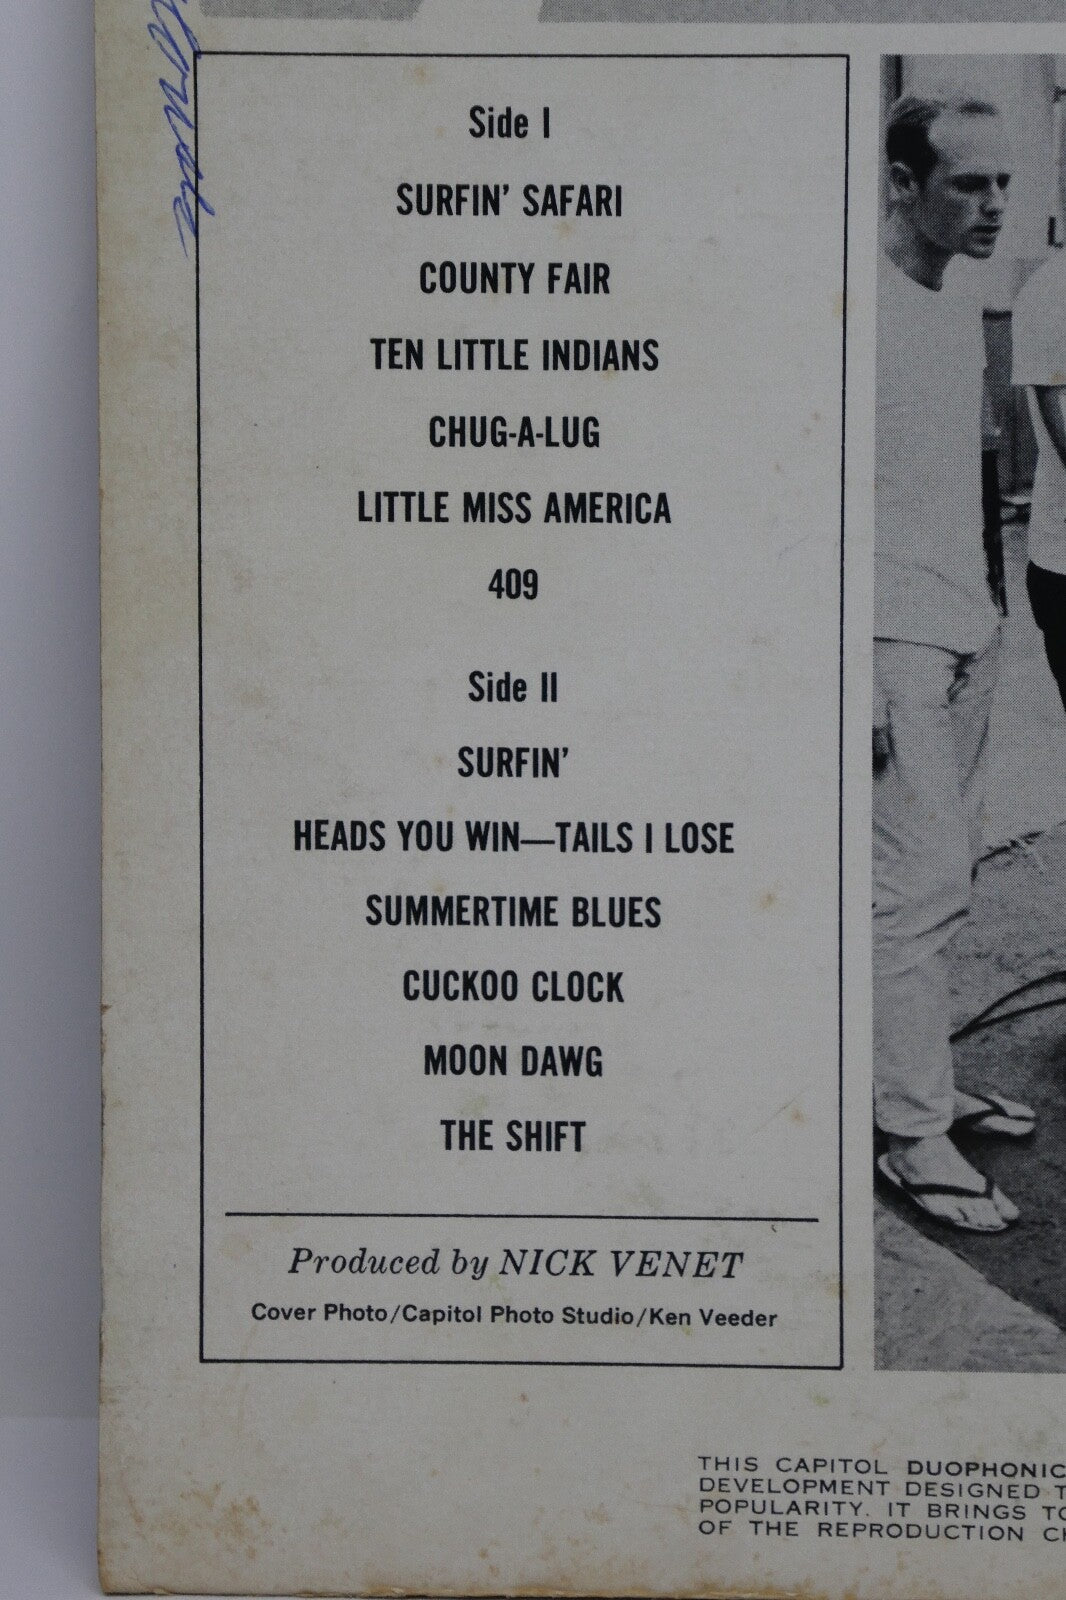 Side I
SURFIN' SAFARI
COUNTY FAIR
TEN LITTLE INDIANS
CHUG-A-LUG
LITTLE MISS AMERICA
409
Side II
SURFIN'
HEADS YOU WIN—TAILS I LOSE
SUMMERTIME BLUES
CUCKOO CLOCK
MOON DAWG
THE SHIFT
Produced by NICK VENET
Cover Photo/Capitol Photo Studio/Ken Veeder
THIS CAPITOL DUOPHONIC
DEVELOPMENT DESIGNED
POPULARITY. IT BRINGS
OF THE REPRODUCTION